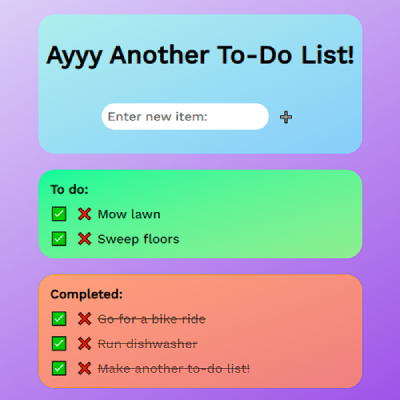 Ayyy Another To-Do List!
Enter new item:
To do:
Mow lawn
Sweep floors
Completed:
Go for a bike ride
Run dishwasher
Make another to-do list!